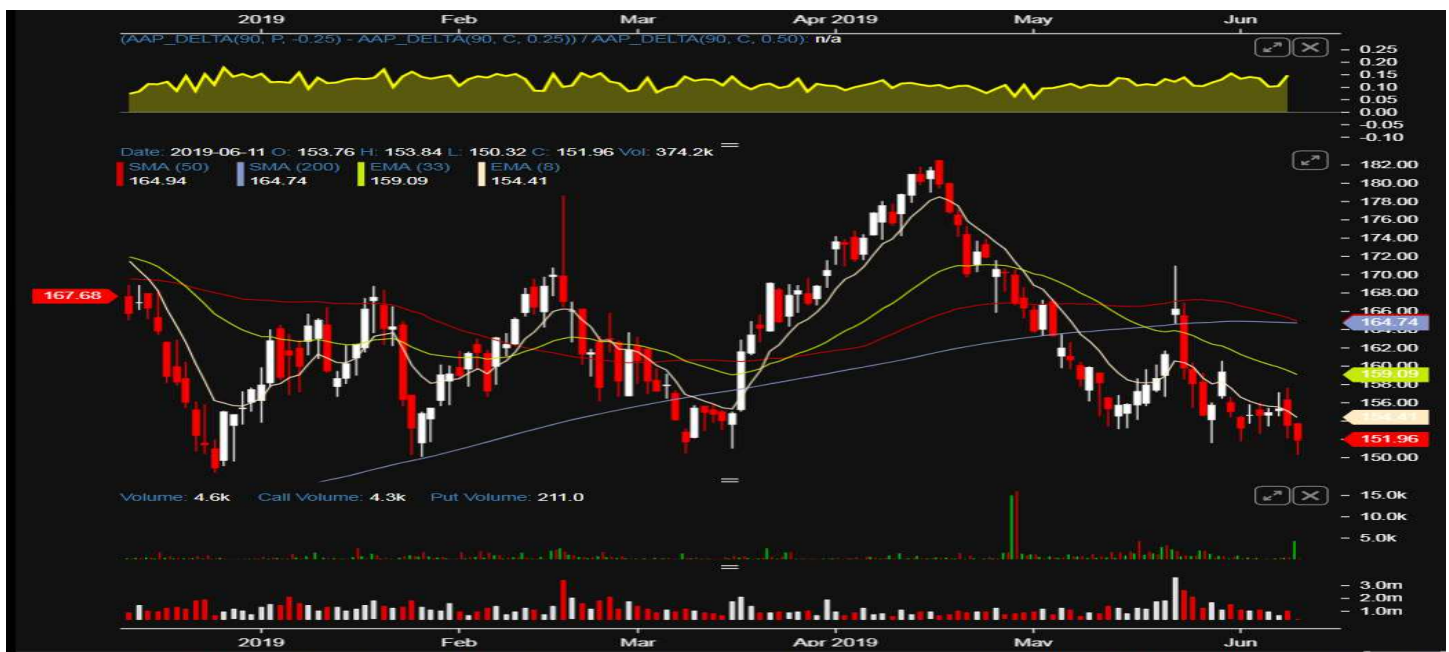 2019 Feb Mar Apr 2019 May Jun
(AAP_DELTA(90, P, -0.25) - AAP_DELTA(90, C, 0.25)) / AAP_DELTA(90, C, 0.50): n/a
0.25
0.20
0.15
0.10
0.05
0.00
-0.05
-0.10
Date: 2019-06-11 O: 153.76 H: 153.84 L: 150.32 C: 151.96 Vol: 374.2k
SMA (50) SMA (200) EMA (33) EMA (8)
164.94 164.74 159.09 154.41
182.00
180.00
178.00
176.00
174.00
172.00
170.00
168.00
167.68
166.00
164.74
162.00
159.09
156.00
154.41
151.96
150.00
Volume: 4.6k Call Volume: 4.3k Put Volume: 211.0
15.0k
10.0k
5.0k
3.0m
2.0m
1.0m
2019 Feb Mar Apr 2019 May Jun